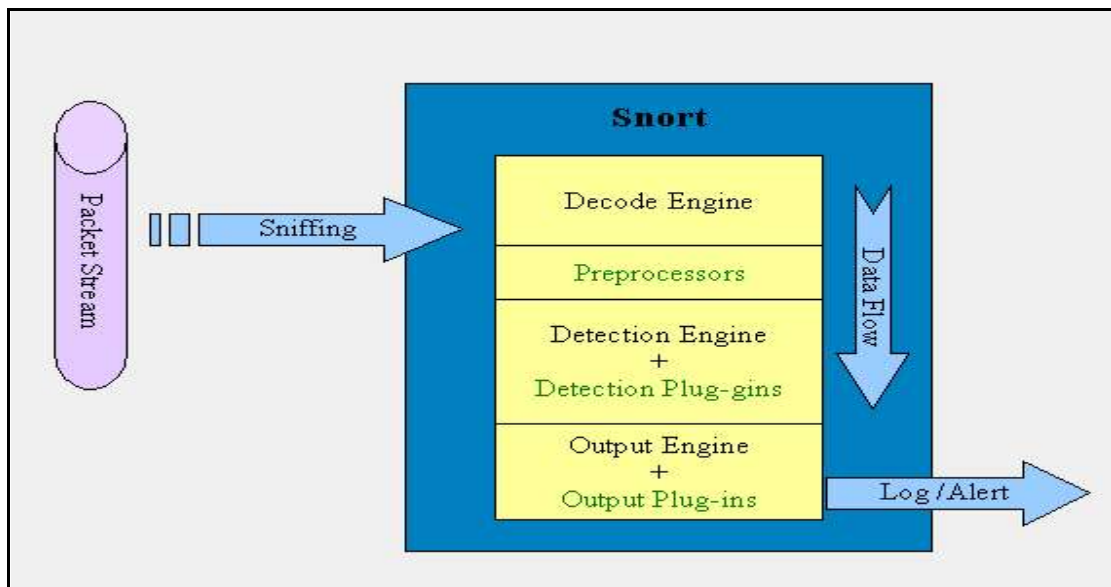 Snort
Packet Stream
Sniffing
Decode Engine
Preprocessors
Detection Engine
+
Detection Plug-gins
Output Engine
+
Output Plug-ins
Data Flow
Log /Alert